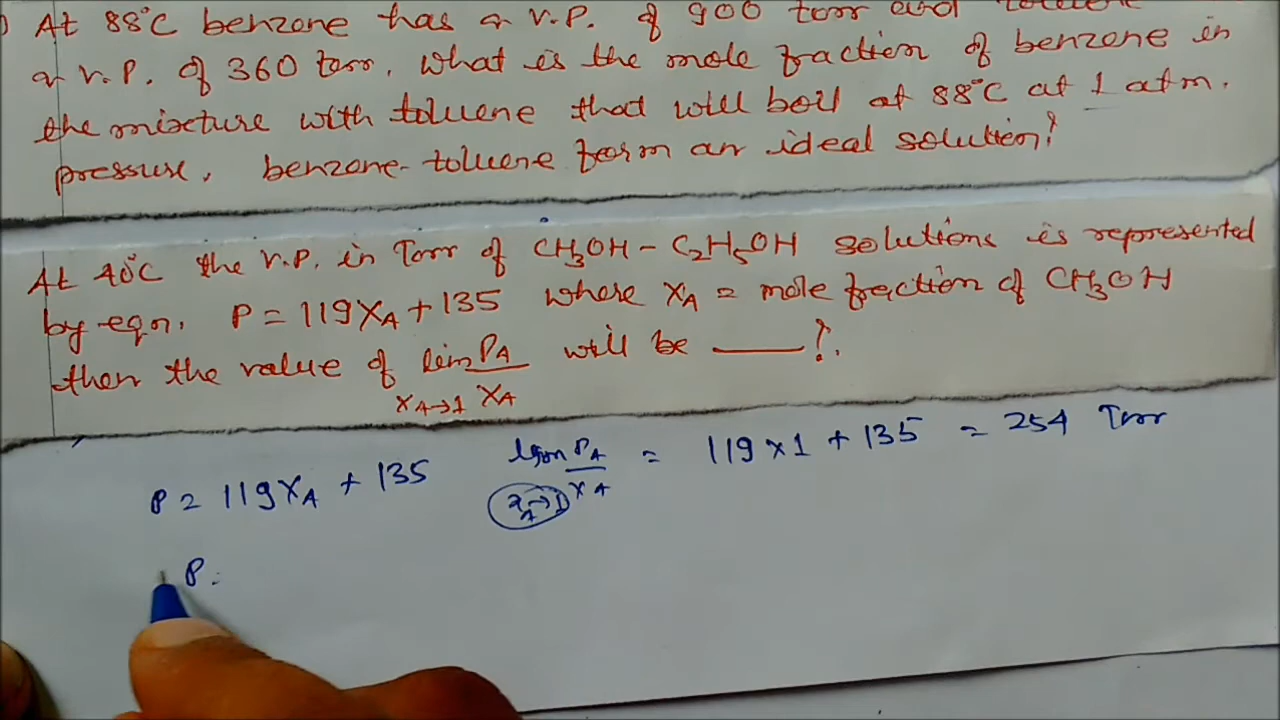 At 88°C benzene has a v.P. of 900 torr and toluene
a v.P. of 360 torr. What is the mole fraction of benzene in
the mixture with toluene that will boil at 88°C at 1 atm.
pressure, benzene-toluene form an ideal solution?
At 40°C the v.P. in Torr of CH3OH - C2H5OH solutions is represented
by eqn. P = 119XA + 135 where XA = mole fraction of CH3OH
then the value of lim PA/XA will be ____?.
XA→1
P = 119XA + 135
lim PA/XA = 119 x 1 + 135 = 254 Torr
XA→1
P =